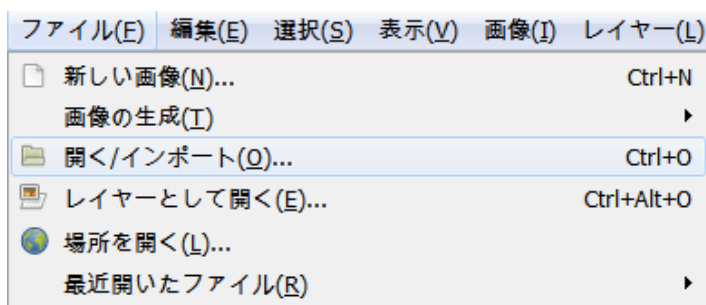 ファイル(E) 編集(E) 選択(S) 表示(V) 画像(I) レイヤー(L)
新しい画像(N)... Ctrl+N
画像の生成(T)
開く/インポート(O)... Ctrl+O
レイヤーとして開く(E)... Ctrl+Alt+O
場所を開く(L)...
最近開いたファイル(R)